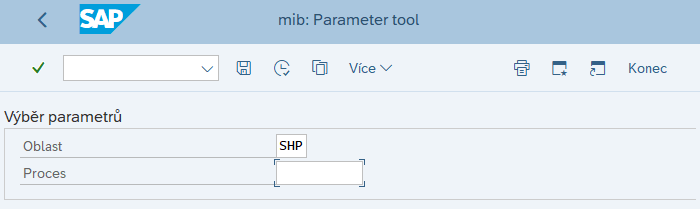 SAP
mib: Parameter tool
Více
Konec
Výběr parametrů
Oblast SHP
Proces